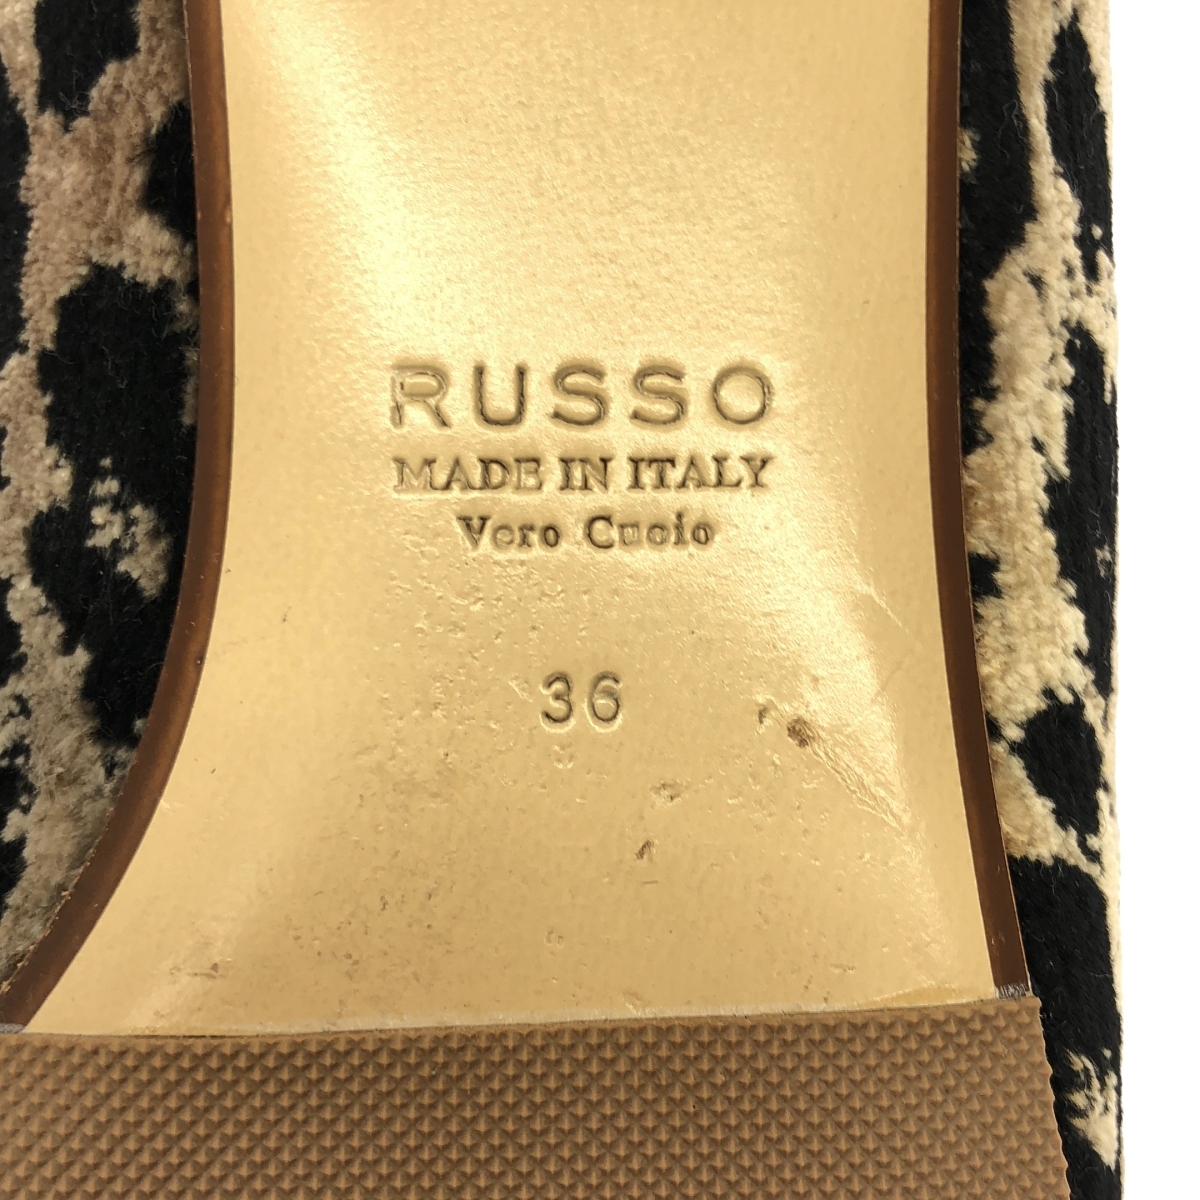 RUSSO
MADE IN ITALY
Vero Cuoio
36